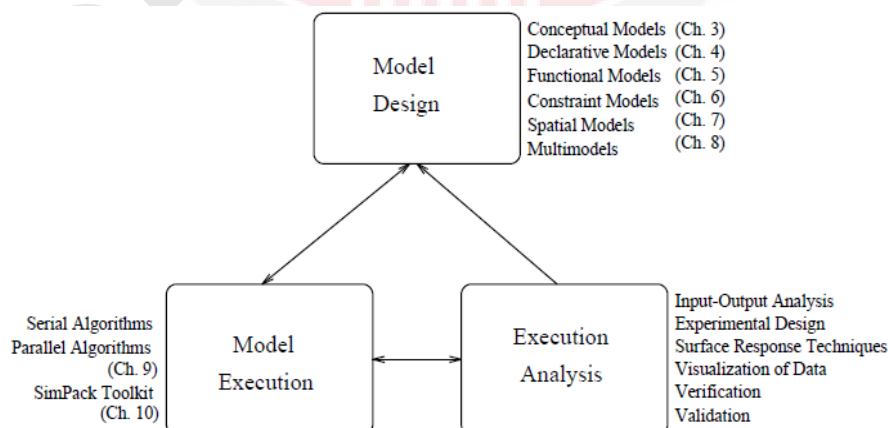 Model
Design
Conceptual Models (Ch. 3)
Declarative Models (Ch. 4)
Functional Models (Ch. 5)
Constraint Models (Ch. 6)
Spatial Models (Ch. 7)
Multimodels (Ch. 8)
Serial Algorithms
Parallel Algorithms
(Ch. 9)
SimPack Toolkit
(Ch. 10)
Model
Execution
Execution
Analysis
Input-Output Analysis
Experimental Design
Surface Response Techniques
Visualization of Data
Verification
Validation